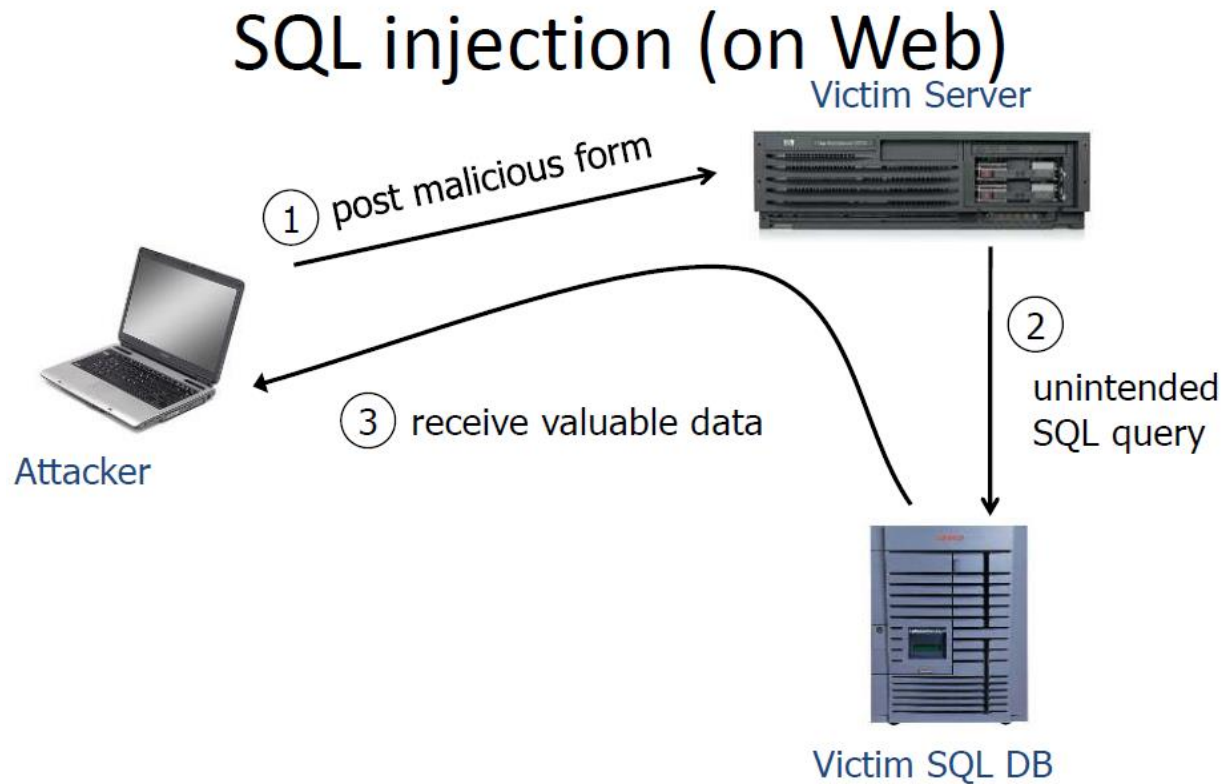 SQL injection (on Web)
Victim Server
1 post malicious form
2
unintended
SQL query
3 receive valuable data
Attacker
Victim SQL DB